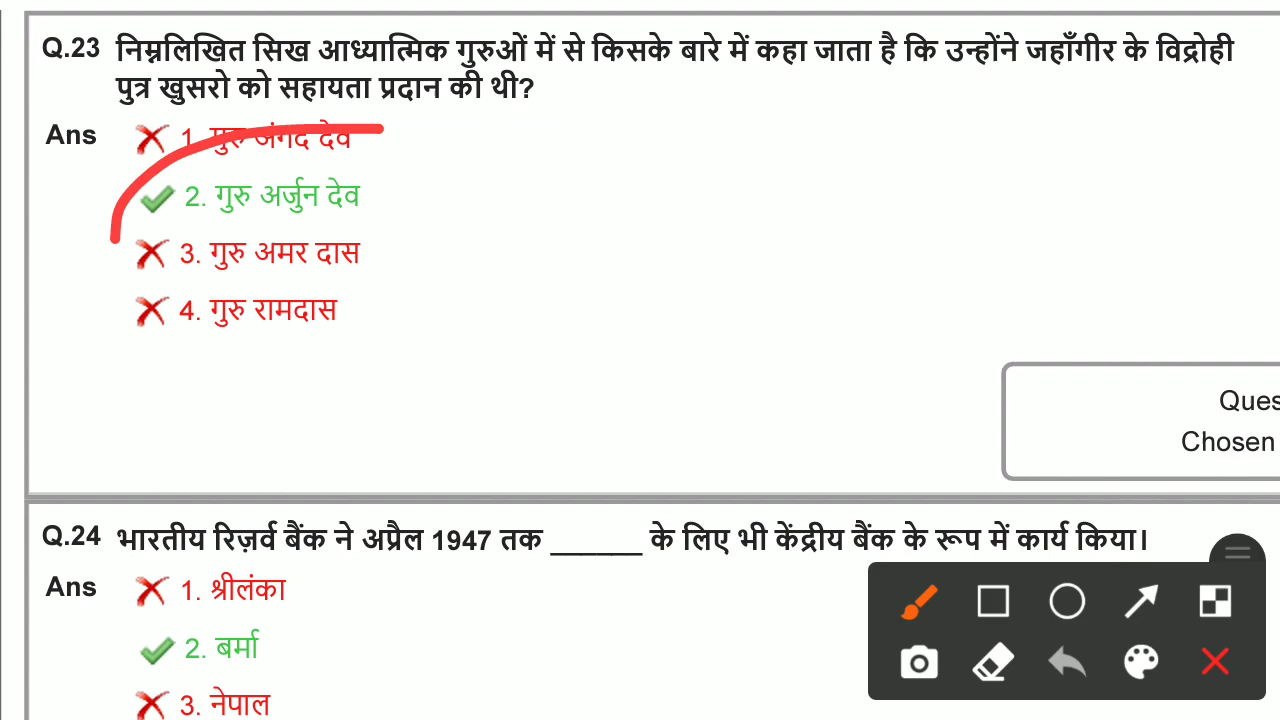 Q.23 निम्नलिखित सिख आध्यात्मिक गुरुओं में से किसके बारे में कहा जाता है कि उन्होंने जहाँगीर के विद्रोही
पुत्र खुसरो को सहायता प्रदान की थी?
Ans 1. गुरु अंगद देव
2. गुरु अर्जुन देव
3. गुरु अमर दास
4. गुरु रामदास
Ques
Chosen
Q.24 भारतीय रिज़र्व बैंक ने अप्रैल 1947 तक ______ के लिए भी केंद्रीय बैंक के रूप में कार्य किया।
Ans 1. श्रीलंका
2. बर्मा
3. नेपाल